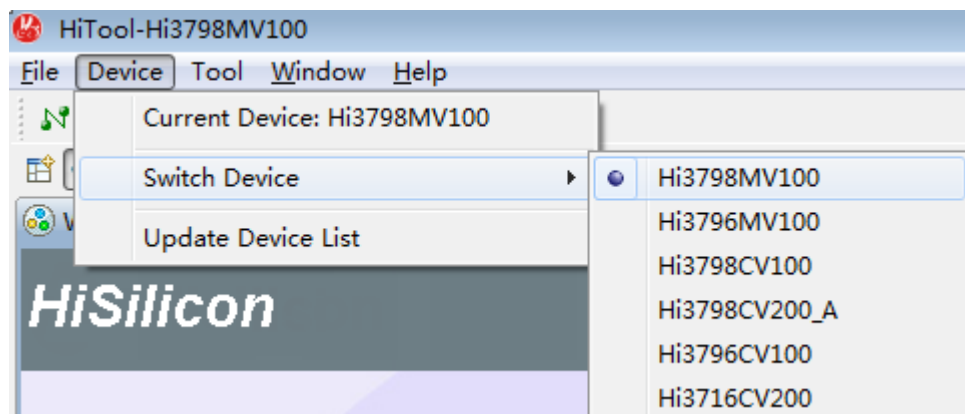 HiTool-Hi3798MV100
File Device Tool Window Help
Current Device: Hi3798MV100
Switch Device
Update Device List
Hi3798MV100
Hi3796MV100
Hi3798CV100
Hi3798CV200_A
Hi3796CV100
Hi3716CV200
HiSilicon